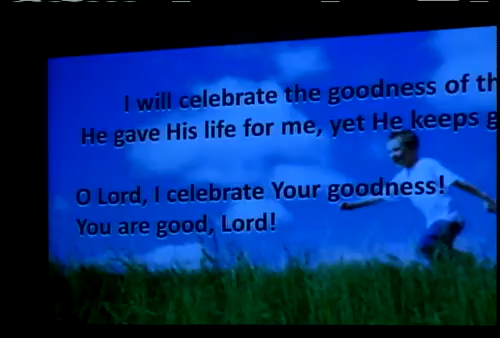 I will celebrate the goodness of th
He gave His life for me, yet He keeps g
O Lord, I celebrate Your goodness!
You are good, Lord!